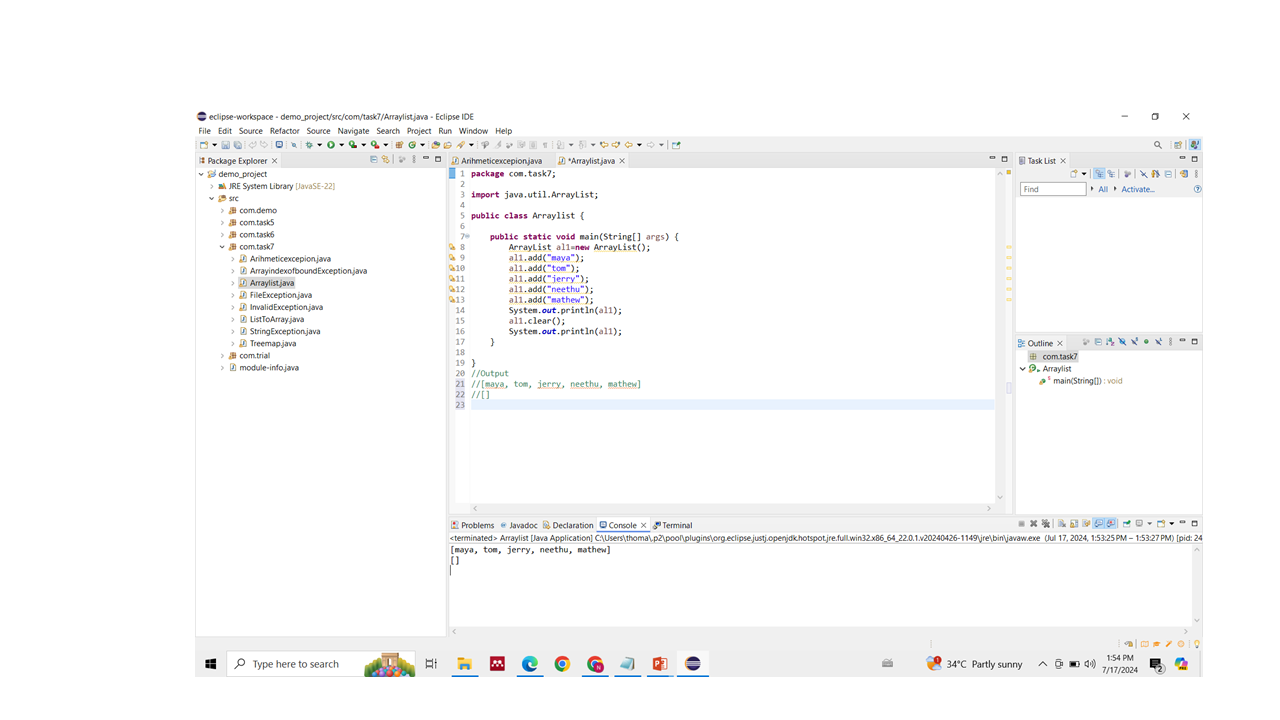 eclipse-workspace - demo_project/src/com/task7/Arraylist.java - Eclipse IDE
File Edit Source Refactor Source Navigate Search Project Run Window Help
Package Explorer
demo_project
JRE System Library [JavaSE-22]
src
com.demo
com.task5
com.task6
com.task7
Arihmeticexcepion.java
ArrayindexofboundException.java
Arraylist.java
FileException.java
InvalidException.java
ListToArray.java
StringException.java
Treemap.java
com.trial
module-info.java
Arihmeticexcepion.java *Arraylist.java
1 package com.task7;
2
3 import java.util.ArrayList;
4
5 public class Arraylist {
6
7 public static void main(String[] args) {
8 ArrayList al1=new ArrayList();
9 al1.add("maya");
10 al1.add("tom");
11 al1.add("jerry");
12 al1.add("neethu");
13 al1.add("mathew");
14 System.out.println(al1);
15 al1.clear();
16 System.out.println(al1);
17 }
18
19 }
20 //Output
21 //[maya, tom, jerry, neethu, mathew]
22 //[]
23
Task List
Find All Activate...
Outline
com.task7
Arraylist
main(String[]) : void
Problems Javadoc Declaration Console Terminal
<terminated> Arraylist [Java Application] C:\Users\thoma\.p2\pool\plugins\org.eclipse.justj.openjdk.hotspot.jre.full.win32.x86_64_22.0.1.v20240426-1149\jre\bin\javaw.exe (Jul 17, 2024, 1:53:25 PM – 1:53:27 PM) [pid: 24
[maya, tom, jerry, neethu, mathew]
[]
Type here to search
34°C Partly sunny
1:54 PM
7/17/2024
2